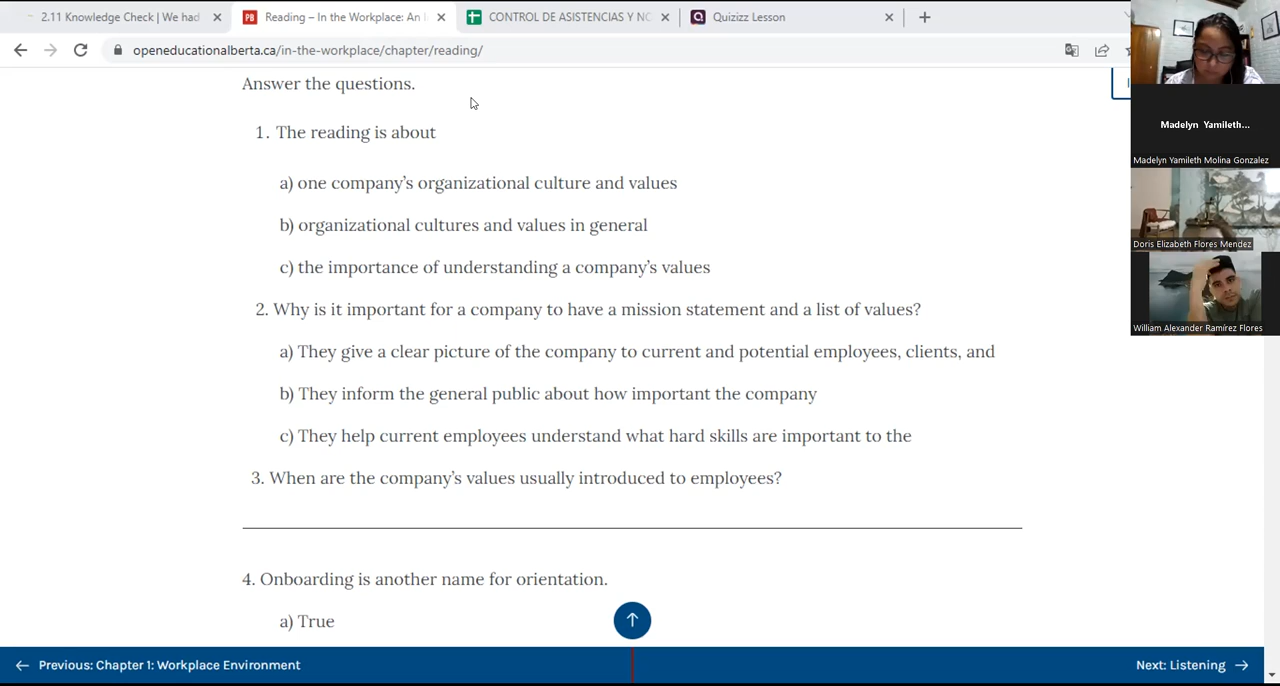 2.11 Knowledge Check | We had
Reading – In the Workplace: An I
CONTROL DE ASISTENCIAS Y NO
Quizizz Lesson
openeducationalberta.ca/in-the-workplace/chapter/reading/
Answer the questions.
1. The reading is about
a) one company's organizational culture and values
b) organizational cultures and values in general
c) the importance of understanding a company's values
2. Why is it important for a company to have a mission statement and a list of values?
a) They give a clear picture of the company to current and potential employees, clients, and
b) They inform the general public about how important the company
c) They help current employees understand what hard skills are important to the
3. When are the company's values usually introduced to employees?
4. Onboarding is another name for orientation.
a) True
Previous: Chapter 1: Workplace Environment
Next: Listening
Madelyn Yamileth...
Madelyn Yamileth Molina Gonzalez
Doris Elizabeth Flores Mendez
William Alexander Ramírez Flores